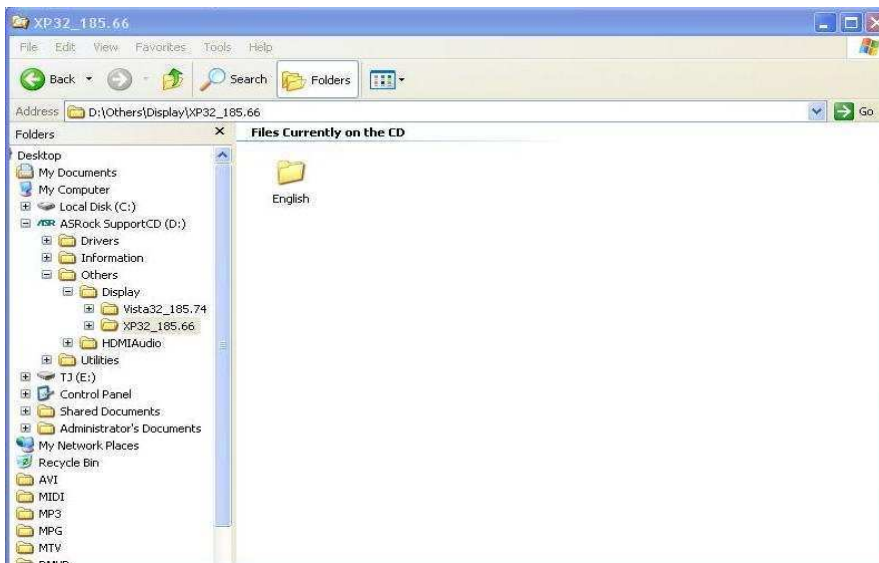 XP32_185.66
File Edit View Favorites Tools Help
Back Search Folders
Address D:\Others\Display\XP32_185.66 Go
Folders × Files Currently on the CD
Desktop
My Documents
My Computer
Local Disk (C:)
ASRock SupportCD (D:)
Drivers
Information
Others
Display
Vista32_185.74
XP32_185.66
HDMIAudio
Utilities
TJ (E:)
Control Panel
Shared Documents
Administrator's Documents
My Network Places
Recycle Bin
AVI
MIDI
MP3
MPG
MTV
English